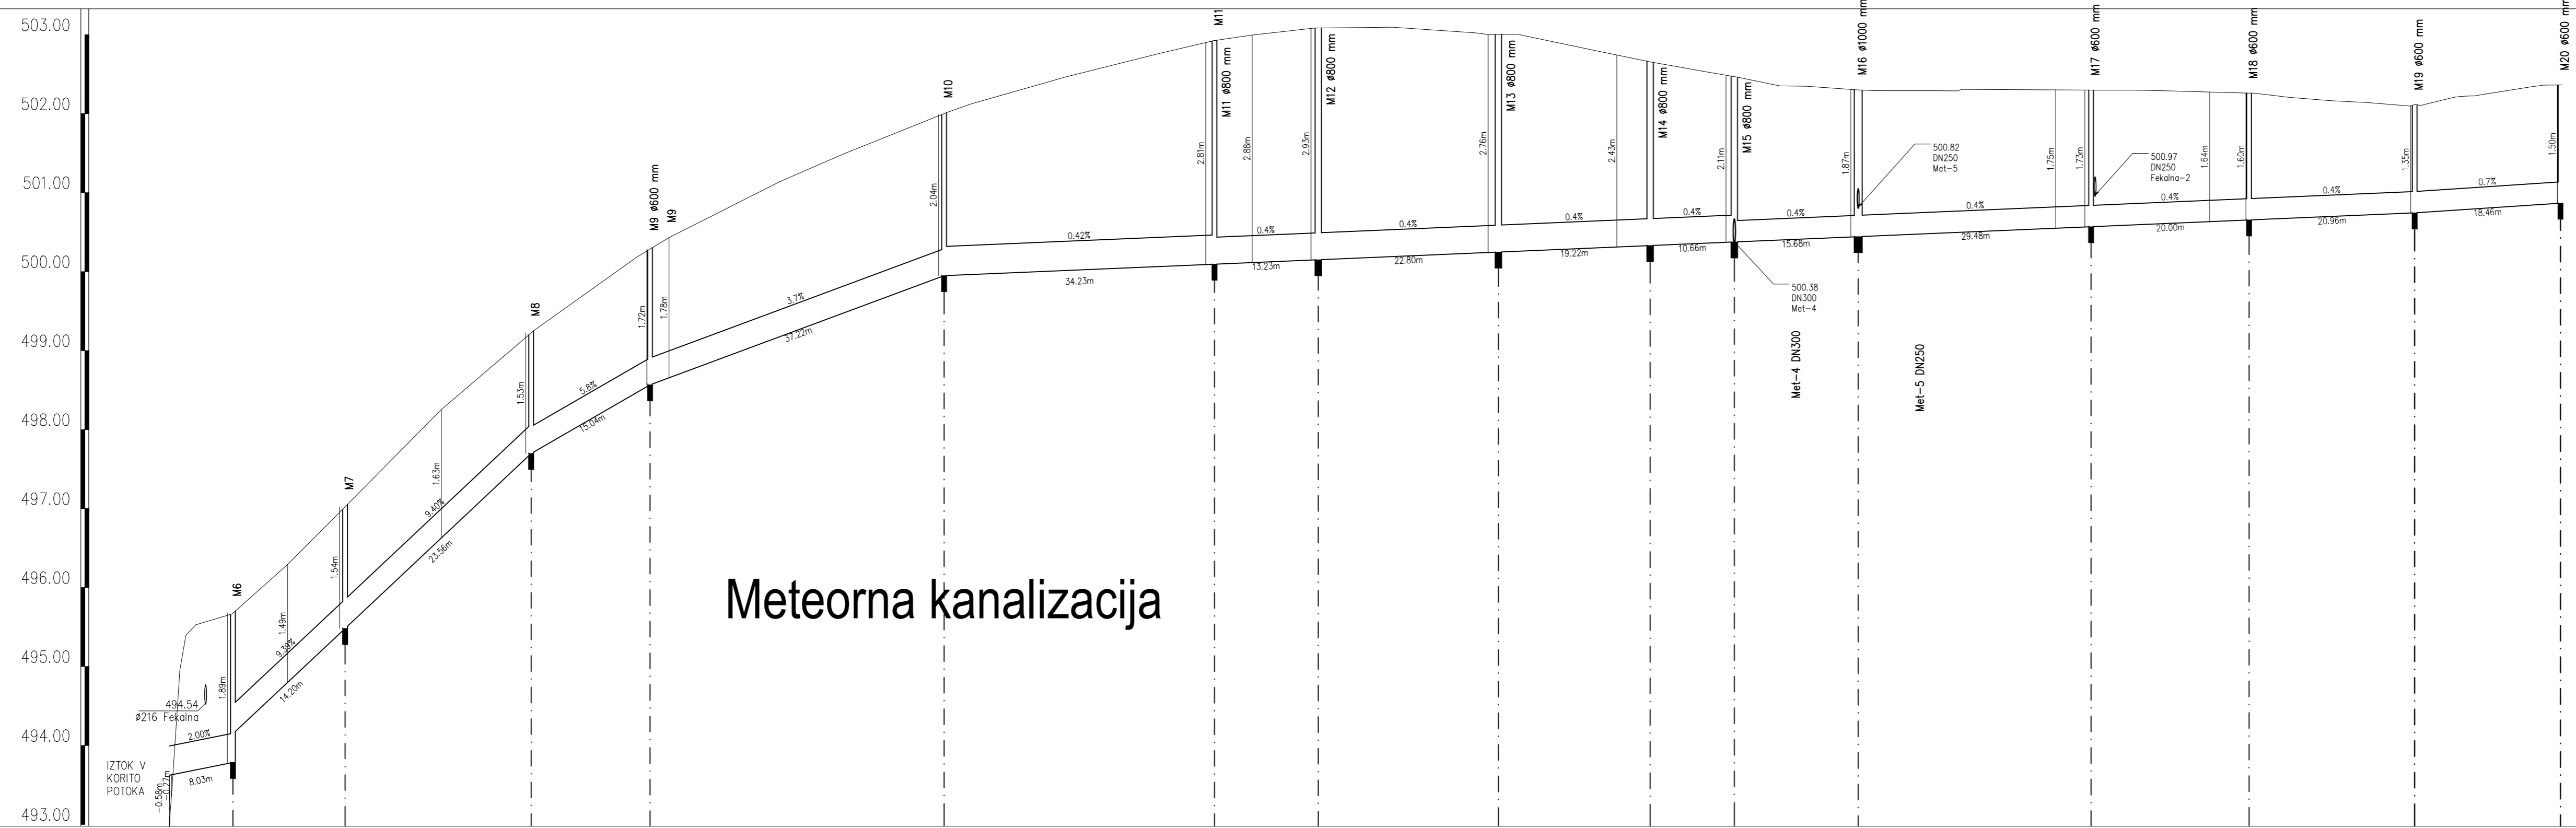 503.00
502.00
501.00
500.00
499.00
498.00
497.00
496.00
495.00
494.00
493.00
IZTOK V
KORITO
POTOKA
-0.58m
-0.27m
8.03m
2.00%
494.54
ø216 Fekalna
1.89m
M6
14.20m
9.39%
1.49m
1.54m
M7
23.56m
9.40%
1.63m
1.53m
M8
15.04m
5.8%
1.72m
M9 ø600 mm
M9
1.78m
37.22m
3.7%
2.04m
M10
34.23m
0.42%
2.81m
M11
M11 ø800 mm
2.88m
13.23m
0.4%
2.93m
M12 ø800 mm
22.80m
0.4%
2.76m
M13 ø800 mm
19.22m
0.4%
2.43m
M14 ø800 mm
10.66m
0.4%
2.11m
M15 ø800 mm
500.38
DN300
Met-4
Met-4 DN300
15.68m
0.4%
1.87m
M16 ø1000 mm
500.82
DN250
Met-5
Met-5 DN250
29.48m
0.4%
1.75m
1.73m
M17 ø600 mm
500.97
DN250
Fekalna-2
20.00m
0.4%
1.64m
1.60m
M18 ø600 mm
20.96m
0.4%
1.35m
M19 ø600 mm
18.46m
0.7%
1.50m
M20 ø600 mm
Meteorna kanalizacija